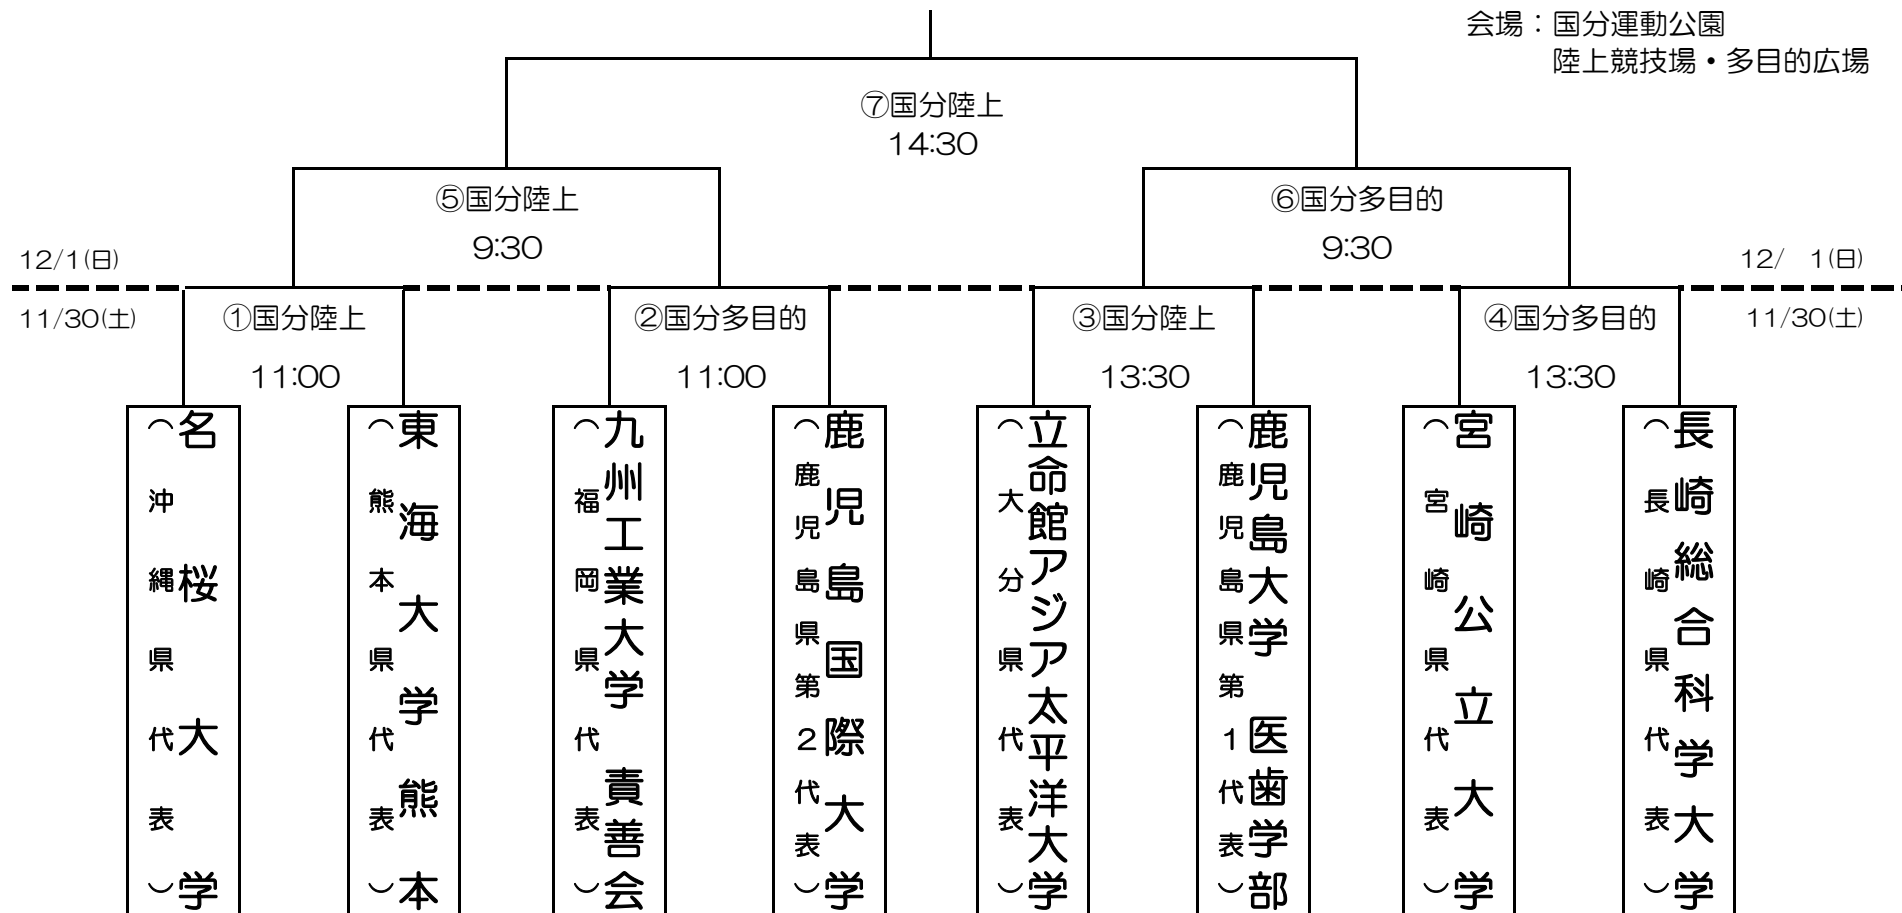 会場：国分運動公園
陸上競技場・多目的広場
⑦国分陸上
14:30
⑤国分陸上
9:30
⑥国分多目的
9:30
12/1(日)
12/　1(日)
11/30(土)
11/30(土)
①国分陸上
11:00
②国分多目的
11:00
③国分陸上
13:30
④国分多目的
13:30
名桜大学
（沖縄県代表）
東海大学熊本
（熊本県代表）
九州工業大学　責善会
（福岡県代表）
鹿児島国際大学
（鹿児島県第2代表）
立命館アジア太平洋大学
（大分県代表）
鹿児島大学　医歯学部
（鹿児島県第1代表）
宮崎公立大学
（宮崎県代表）
長崎総合科学大学
（長崎県代表）